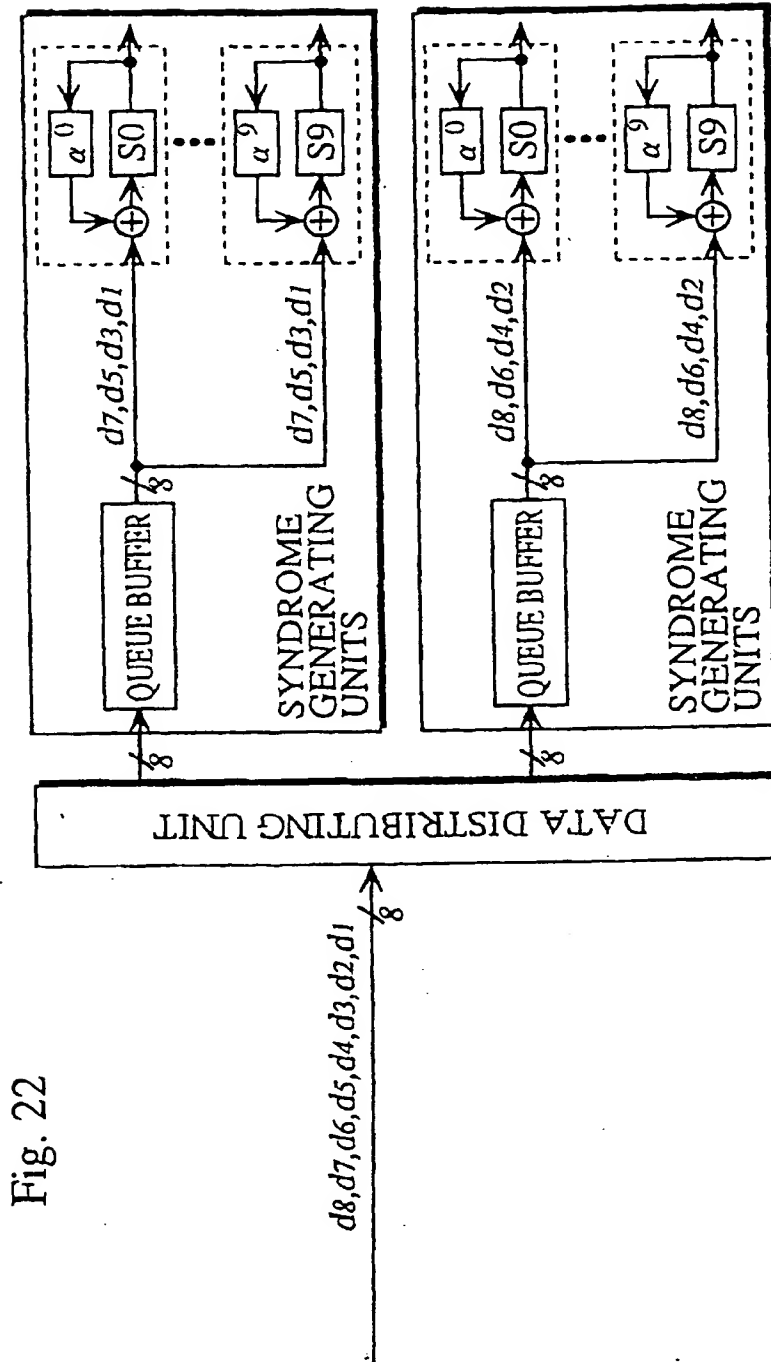 Fig. 22
d8,d7,d6,d5,d4,d3,d2,d1
8
DATA DISTRIBUTING UNIT
8
QUEUE BUFFER
8
SYNDROME
GENERATING
UNITS
d7,d5,d3,d1
d7,d5,d3,d1
α0
S0
α9
S9
8
QUEUE BUFFER
8
SYNDROME
GENERATING
UNITS
d8,d6,d4,d2
d8,d6,d4,d2
α0
S0
α9
S9